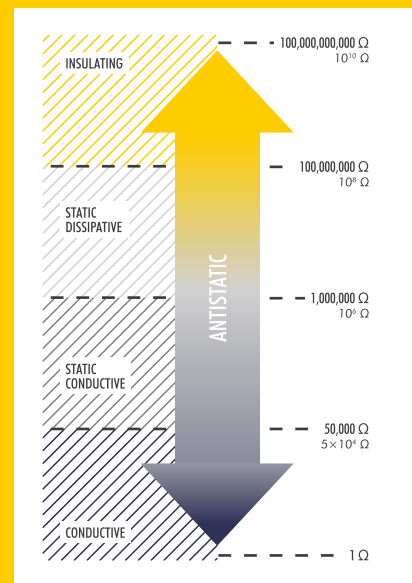 100,000,000,000 Ω
10¹⁰ Ω
INSULATING
100,000,000 Ω
10⁸ Ω
STATIC
DISSIPATIVE
ANTISTATIC
1,000,000 Ω
10⁶ Ω
STATIC
CONDUCTIVE
50,000 Ω
5×10⁴ Ω
CONDUCTIVE
1 Ω